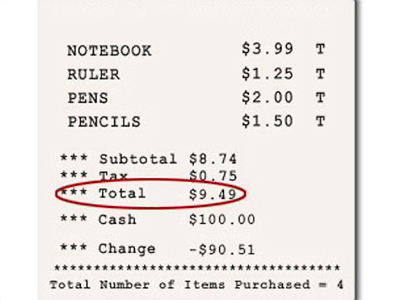 NOTEBOOK $3.99 T
RULER $1.25 T
PENS $2.00 T
PENCILS $1.50 T
*** Subtotal $8.74
*** Tax $0.75
*** Total $9.49
*** Cash $100.00
*** Change -$90.51
************************************
Total Number of Items Purchased = 4